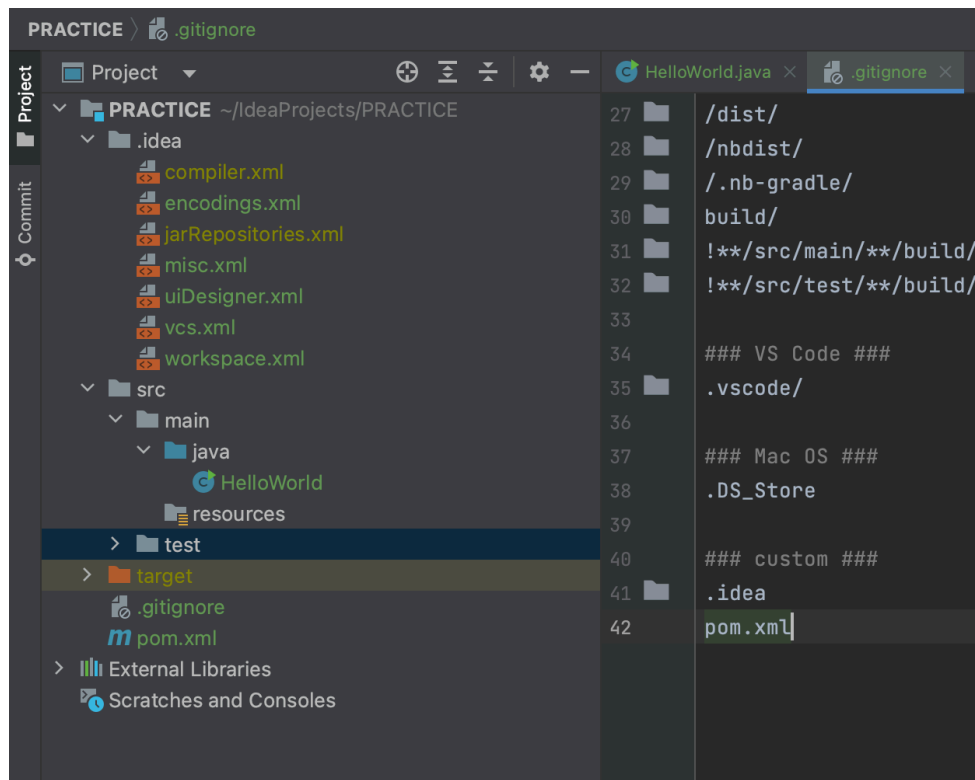 PRACTICE .gitignore
Project
Commit
Project
PRACTICE ~/IdeaProjects/PRACTICE
.idea
compiler.xml
encodings.xml
jarRepositories.xml
misc.xml
uiDesigner.xml
vcs.xml
workspace.xml
src
main
java
HelloWorld
resources
test
target
.gitignore
pom.xml
External Libraries
Scratches and Consoles
HelloWorld.java .gitignore
27 /dist/
28 /nbdist/
29 /.nb-gradle/
30 build/
31 !**/src/main/**/build/
32 !**/src/test/**/build/
33
34 ### VS Code ###
35 .vscode/
36
37 ### Mac OS ###
38 .DS_Store
39
40 ### custom ###
41 .idea
42 pom.xml